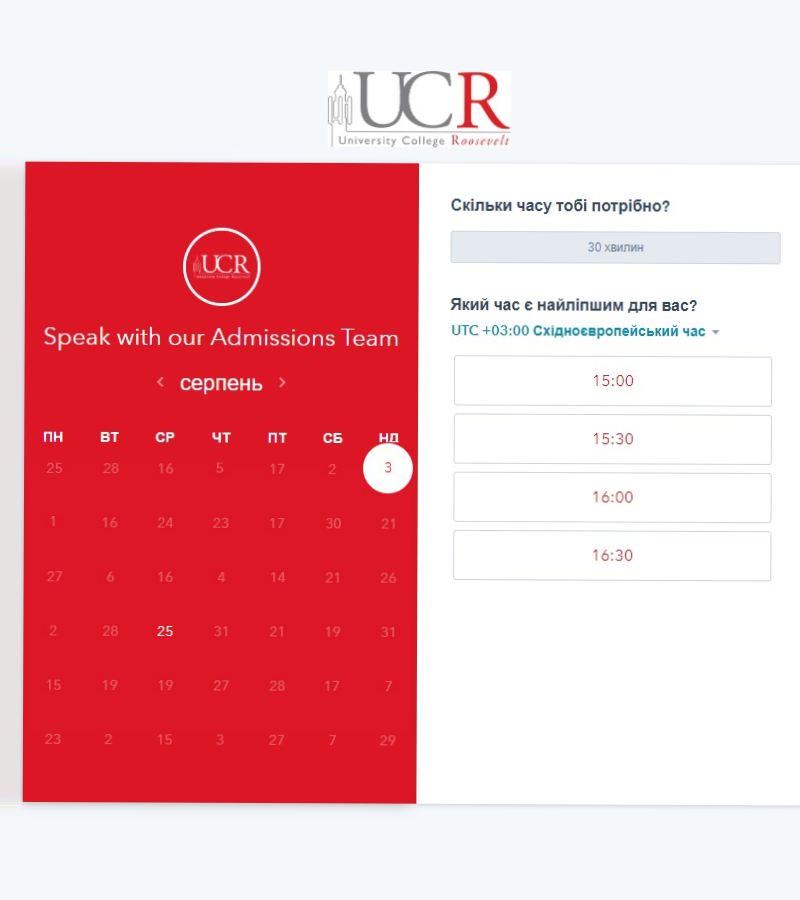 UCR
University College Roosevelt
UCR
Speak with our Admissions Team
серпень
ПН ВТ СР ЧТ ПТ СБ НД
25 28 16 5 17 2 3
1 16 24 23 17 30 21
27 6 16 4 14 21 26
2 28 25 31 21 19 31
15 19 19 27 28 17 7
23 2 15 3 27 7 29
Скільки часу тобі потрібно?
30 хвилин
Який час є найліпшим для вас?
UTC +03:00 Східноєвропейський час
15:00
15:30
16:00
16:30